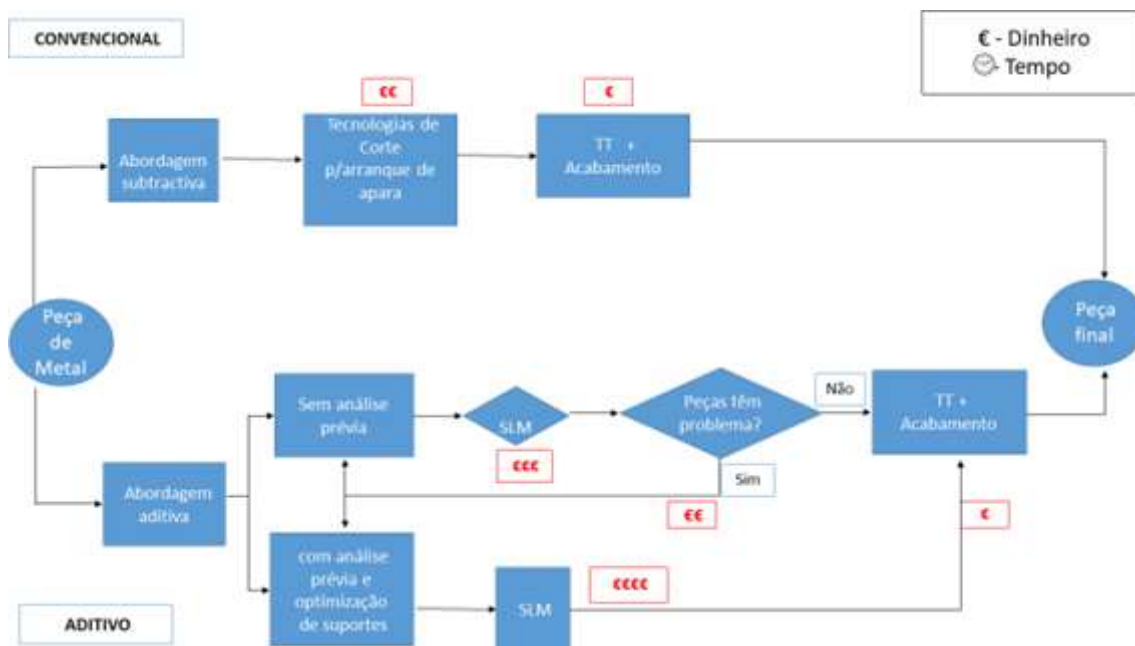 CONVENCIONAL
€ - Dinheiro
- Tempo
€€
€
Tecnologias de
Corte
p/arranque de
apara
TT +
Acabamento
Abordagem
subtractiva
Peça
de
Metal
Peça
final
Sem análise
prévia
SLM
€€€
Peças têm
problema?
Não
Sim
€€
TT +
Acabamento
€
Abordagem
aditiva
com análise
prévia e
optimização
de suportes
SLM
€€€€
ADITIVO